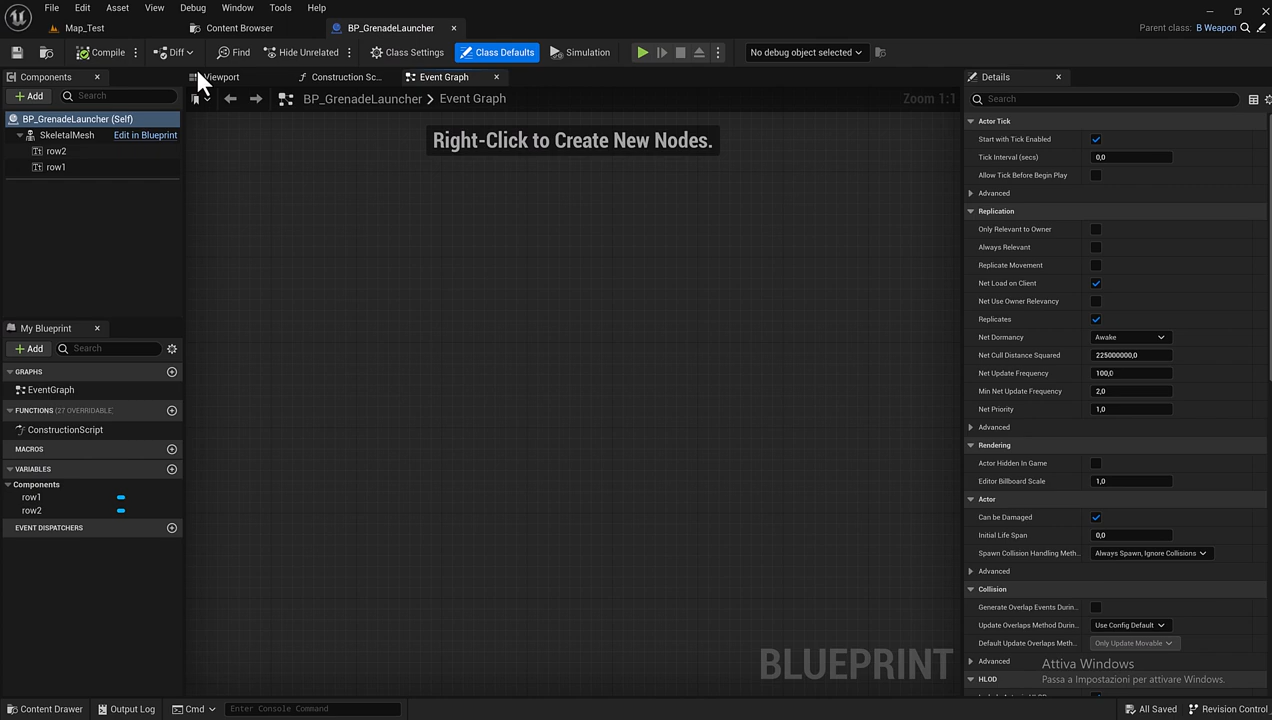 File Edit Asset View Debug Window Tools Help
Map_Test Content Browser BP_GrenadeLauncher Parent class: B Weapon
Compile Diff Find Hide Unrelated Class Settings Class Defaults Simulation No debug object selected
Components Viewport Construction Sc... Event Graph Details
Add Search BP_GrenadeLauncher > Event Graph Zoom 1:1 Search
BP_GrenadeLauncher (Self)
SkeletalMesh Edit in Blueprint
row2
row1
Right-Click to Create New Nodes.
My Blueprint
Add Search
GRAPHS
EventGraph
FUNCTIONS (27 OVERRIDABLE)
ConstructionScript
MACROS
VARIABLES
Components
row1
row2
EVENT DISPATCHERS
BLUEPRINT
Actor Tick
Start with Tick Enabled
Tick Interval (secs) 0,0
Allow Tick Before Begin Play
Advanced
Replication
Only Relevant to Owner
Always Relevant
Replicate Movement
Net Load on Client
Net Use Owner Relevancy
Replicates
Net Dormancy Awake
Net Cull Distance Squared 225000000,0
Net Update Frequency 100,0
Min Net Update Frequency 2,0
Net Priority 1,0
Advanced
Rendering
Actor Hidden In Game
Editor Billboard Scale 1,0
Actor
Can be Damaged
Initial Life Span 0,0
Spawn Collision Handling Meth... Always Spawn, Ignore Collisions
Advanced
Collision
Generate Overlap Events Durin...
Update Overlaps Method Durin... Use Config Default
Default Update Overlaps Meth... Only Update Movable
Advanced
HLOD
Attiva Windows
Passa a Impostazioni per attivare Windows.
Content Drawer Output Log Cmd Enter Console Command All Saved Revision Control